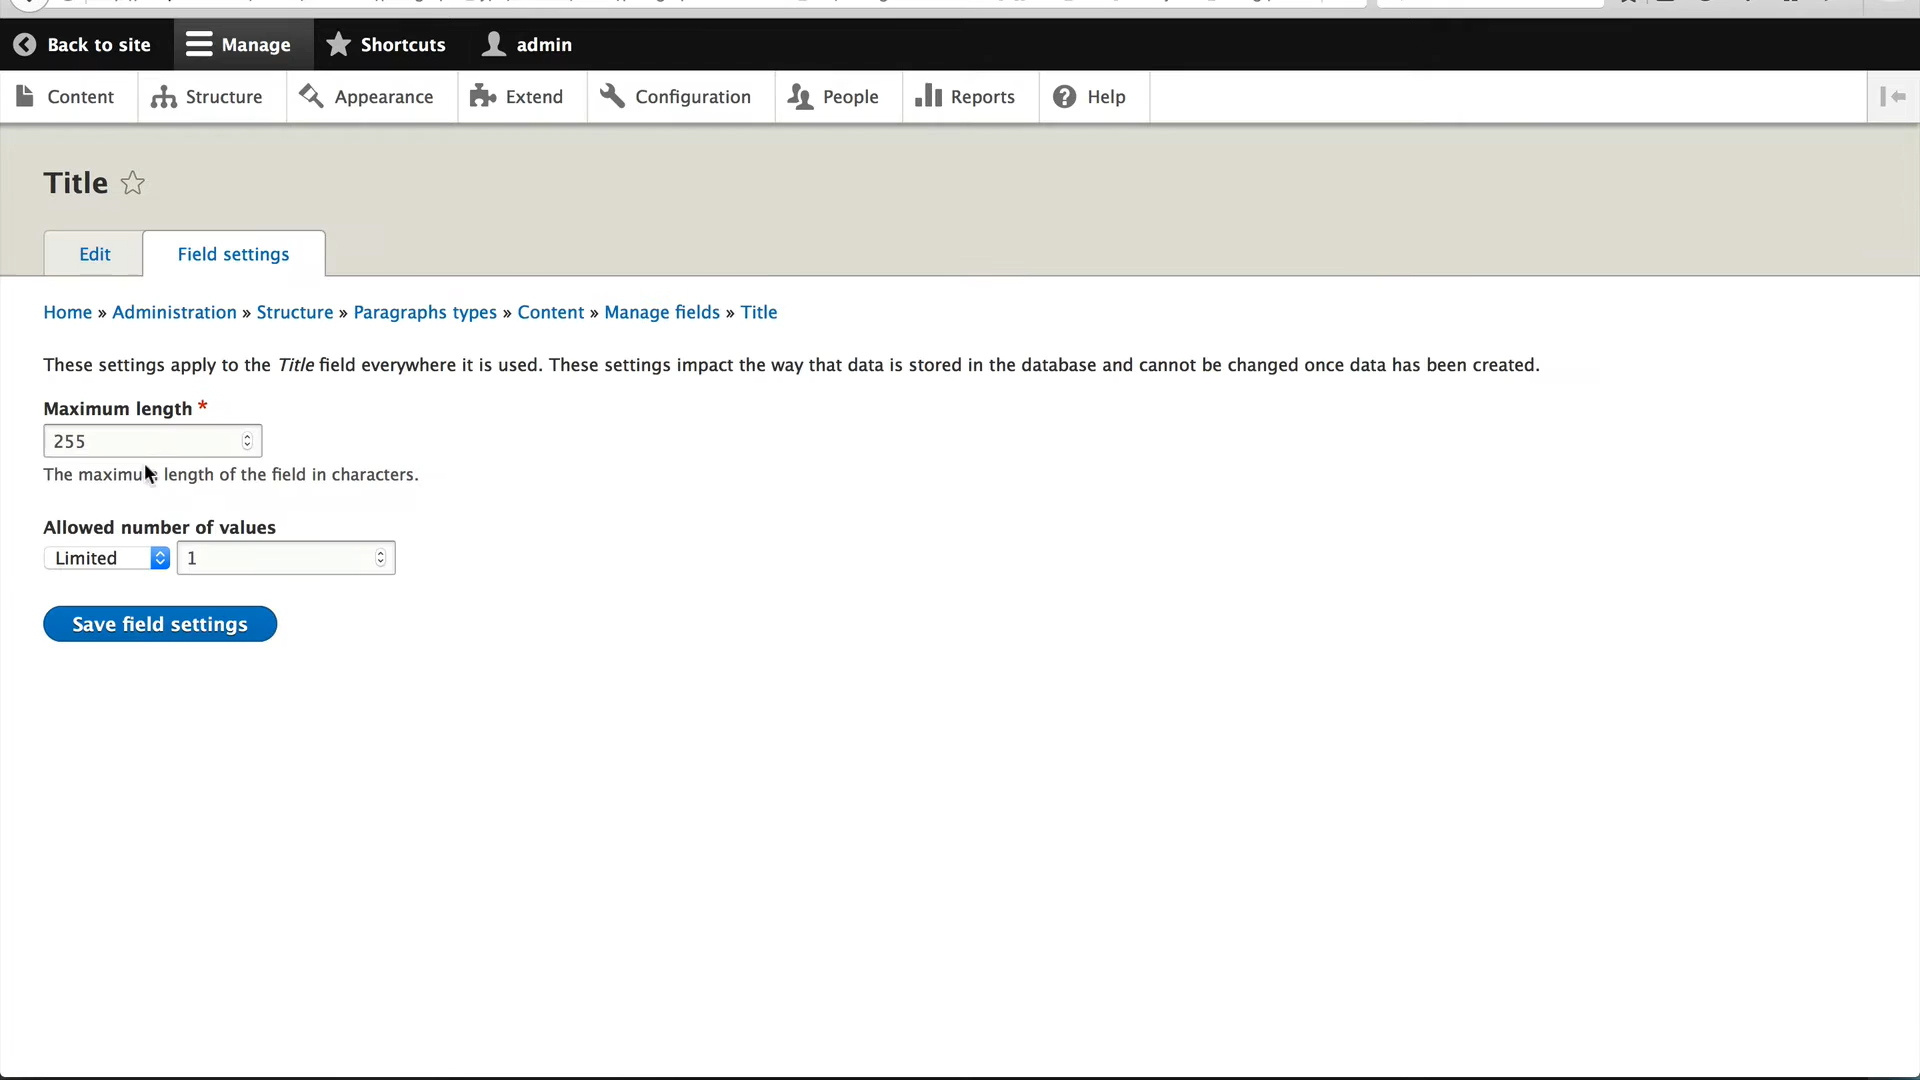 Back to site Manage Shortcuts admin
Content Structure Appearance Extend Configuration People Reports Help
Title
Edit Field settings
Home » Administration » Structure » Paragraphs types » Content » Manage fields » Title
These settings apply to the Title field everywhere it is used. These settings impact the way that data is stored in the database and cannot be changed once data has been created.
Maximum length *
255
The maximum length of the field in characters.
Allowed number of values
Limited 1
Save field settings